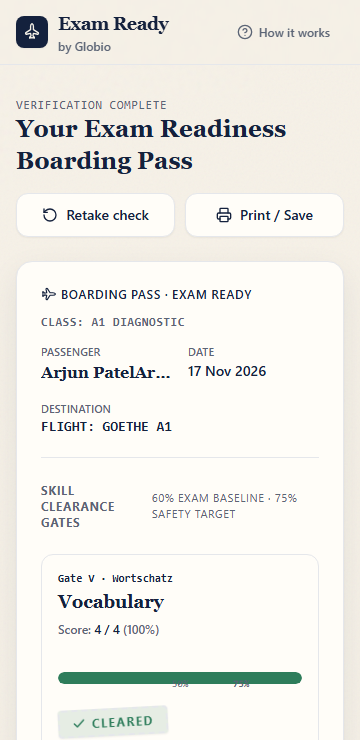 Exam Ready
by Globio
How it works
VERIFICATION COMPLETE
Your Exam Readiness
Boarding Pass
Retake check
Print / Save
BOARDING PASS · EXAM READY
CLASS: A1 DIAGNOSTIC
PASSENGER
DATE
Arjun PatelAr...
17 Nov 2026
DESTINATION
FLIGHT: GOETHE A1
SKILL
CLEARANCE
GATES
60% EXAM BASELINE · 75%
SAFETY TARGET
Gate V · Wortschatz
Vocabulary
Score: 4 / 4 (100%)
75%
CLEARED